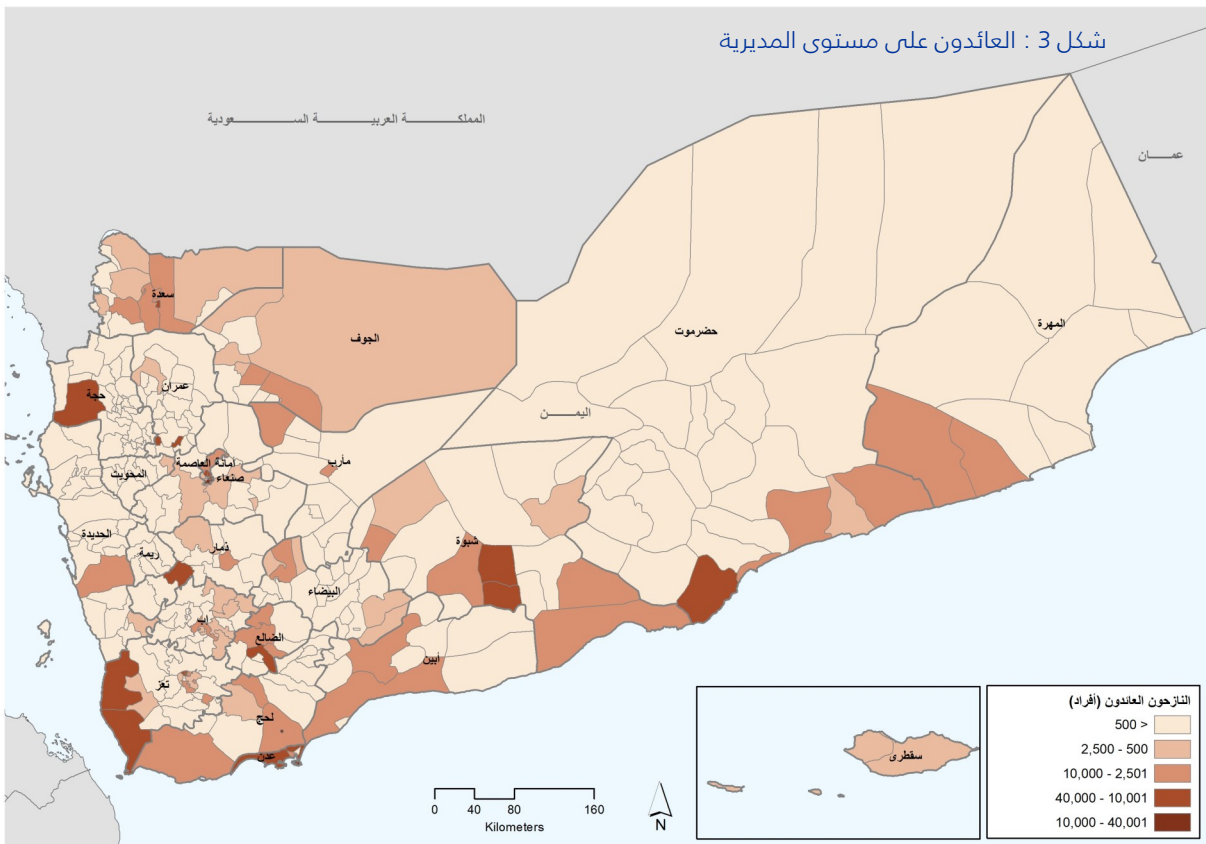 شكل 3 : العائدون على مستوى المديرية
المملكة العربية السعودية
عمان
سعدة
الجوف
حضرموت
المهرة
حجة
عمران
اليمن
مأرب
أمانة العاصمة
صنعاء
المحويت
الحديدة
ريمة
ذمار
شبوة
البيضاء
اب
الضالع
أبين
تعز
لحج
عدن
سقطرى
النازحون العائدون (أفراد)
500 >
2,500 - 500
10,000 - 2,501
40,000 - 10,001
10,000 - 40,001
0 40 80 160
Kilometers
N